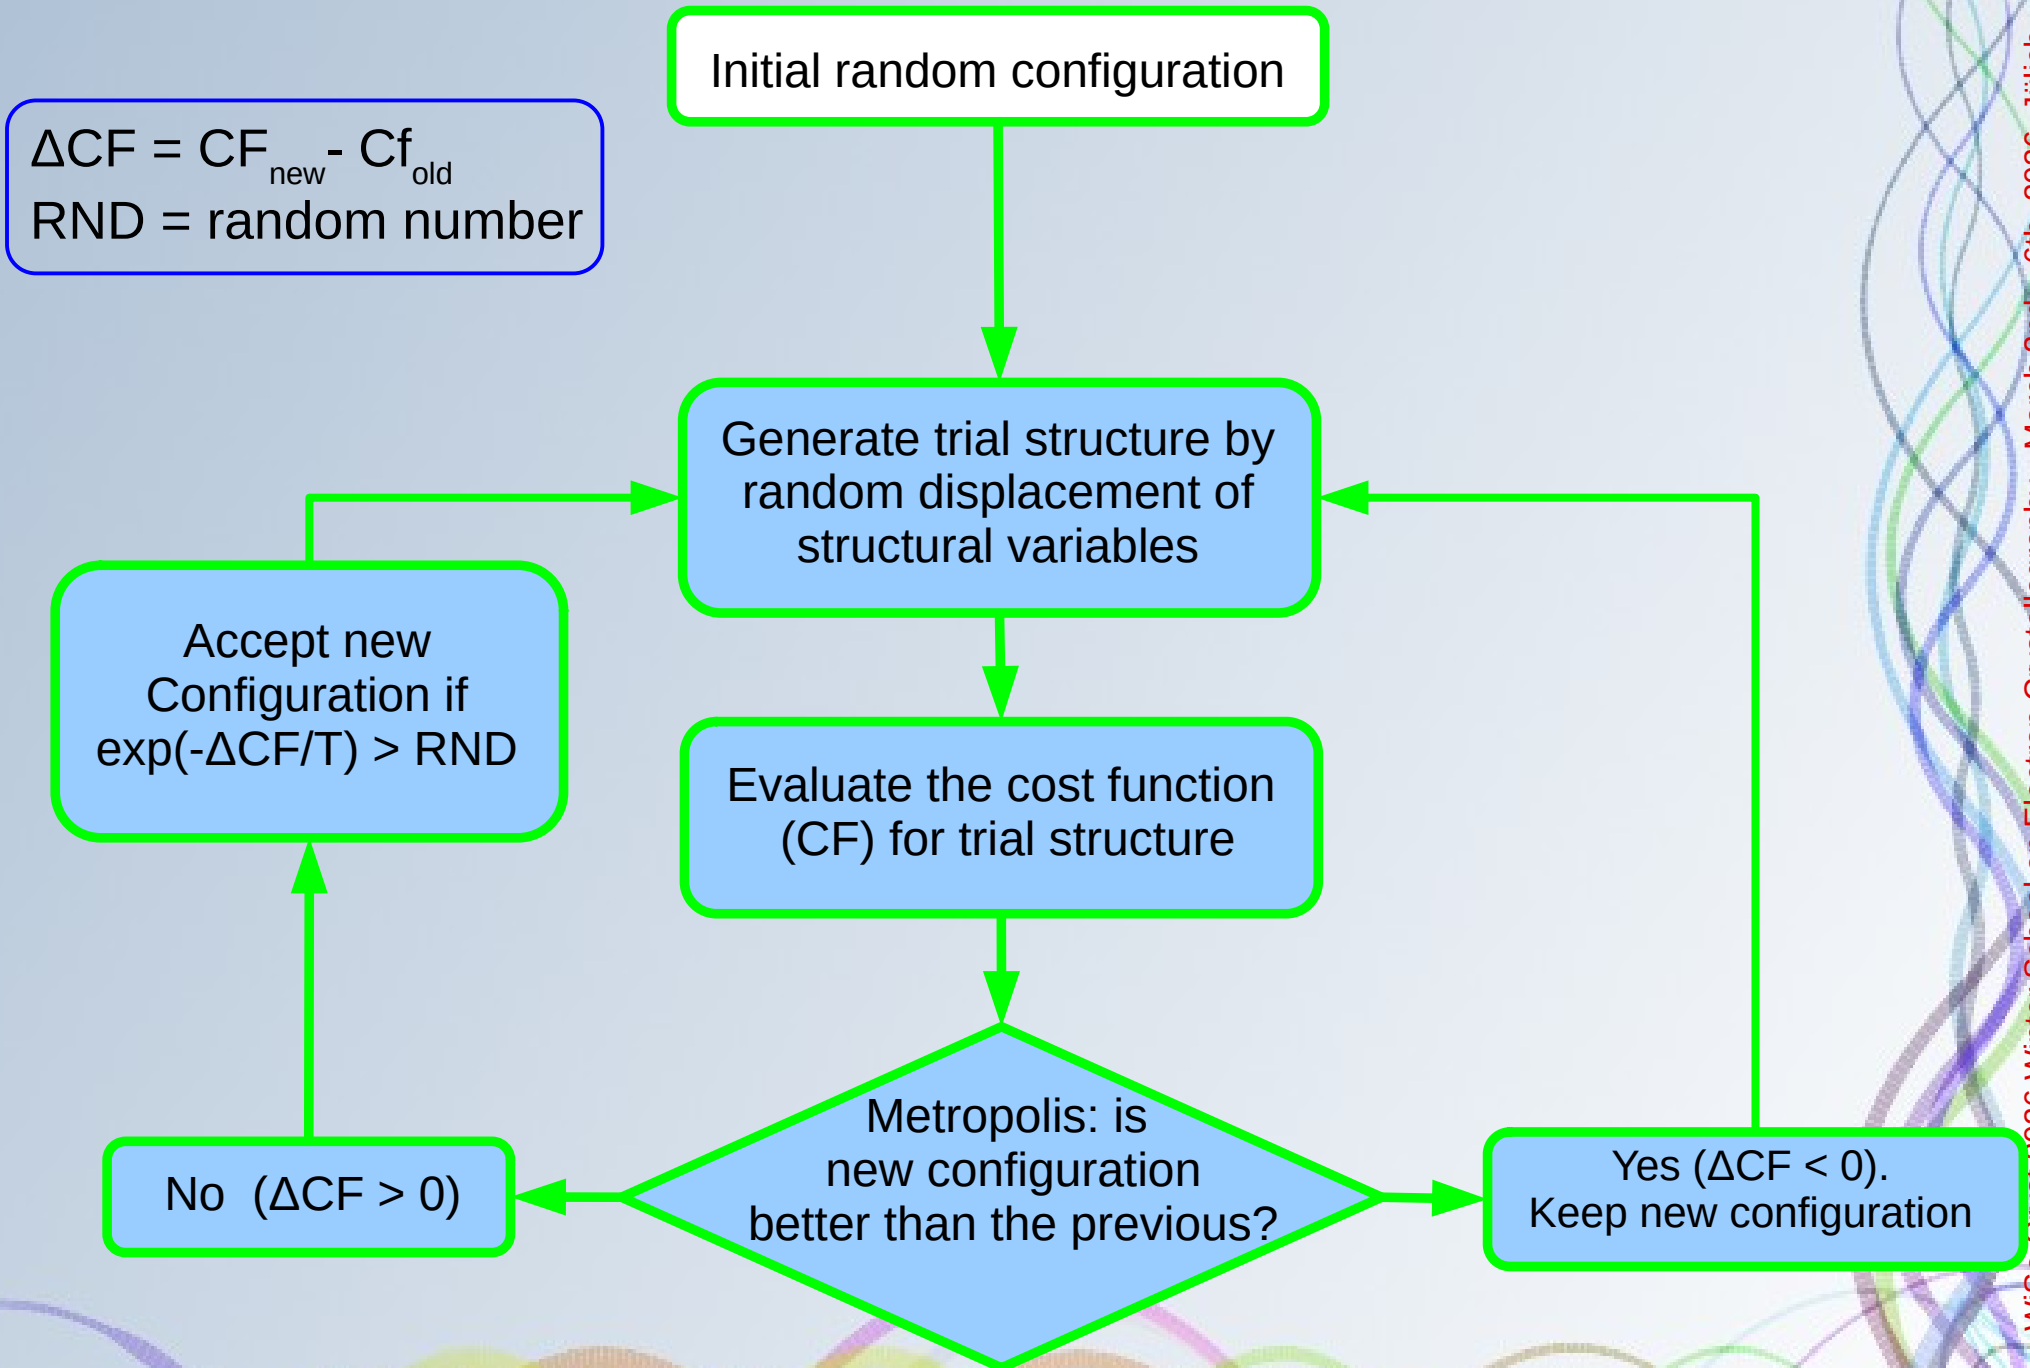 Initial random configuration
ΔCF = CFnew- Cfold
RND = random number
Generate trial structure by
random displacement of
structural variables
Accept new
Configuration if
exp(-ΔCF/T) > RND
Evaluate the cost function
(CF) for trial structure
Metropolis: is
new configuration
better than the previous?
No (ΔCF > 0)
Yes (ΔCF < 0).
Keep new configuration